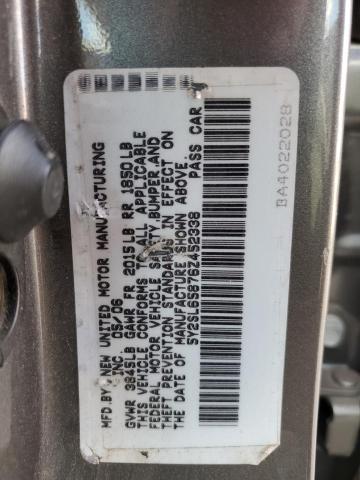 MFD.BY NEW UNITED MOTOR MANUFACTURING
INC. 05/06
GVWR 3845LB GAWR FR 2015LB RR 1850LB
THIS VEHICLE CONFORMS TO ALL APPLICABLE
FEDERAL MOTOR VEHICLE SAFETY,BUMPER,AND
THEFT PREVENTION STANDARDS IN EFFECT ON
THE DATE OF MANUFACTURE SHOWN ABOVE.
5Y2SL65876Z452338 PASS CAR
BA4022028